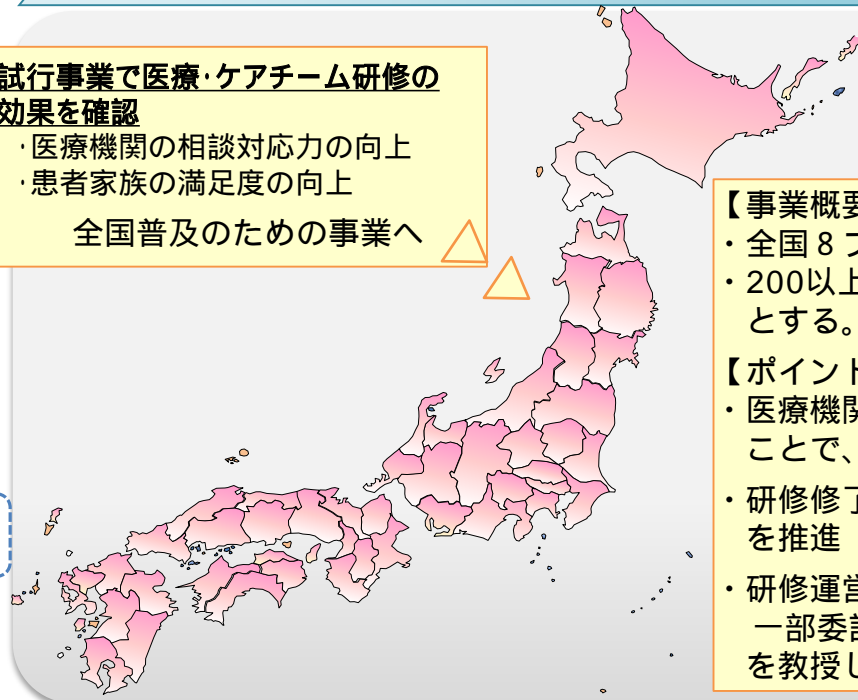 試行事業で医療・ケアチーム研修の
効果を確認
・医療機関の相談対応力の向上
・患者家族の満足度の向上
全国普及のための事業へ
【事業概要
・全国８ブ
・200以上
とする。
【ポイント
・医療機関
ことで、
・研修修了
を推進
・研修運営
一部委
を教授し